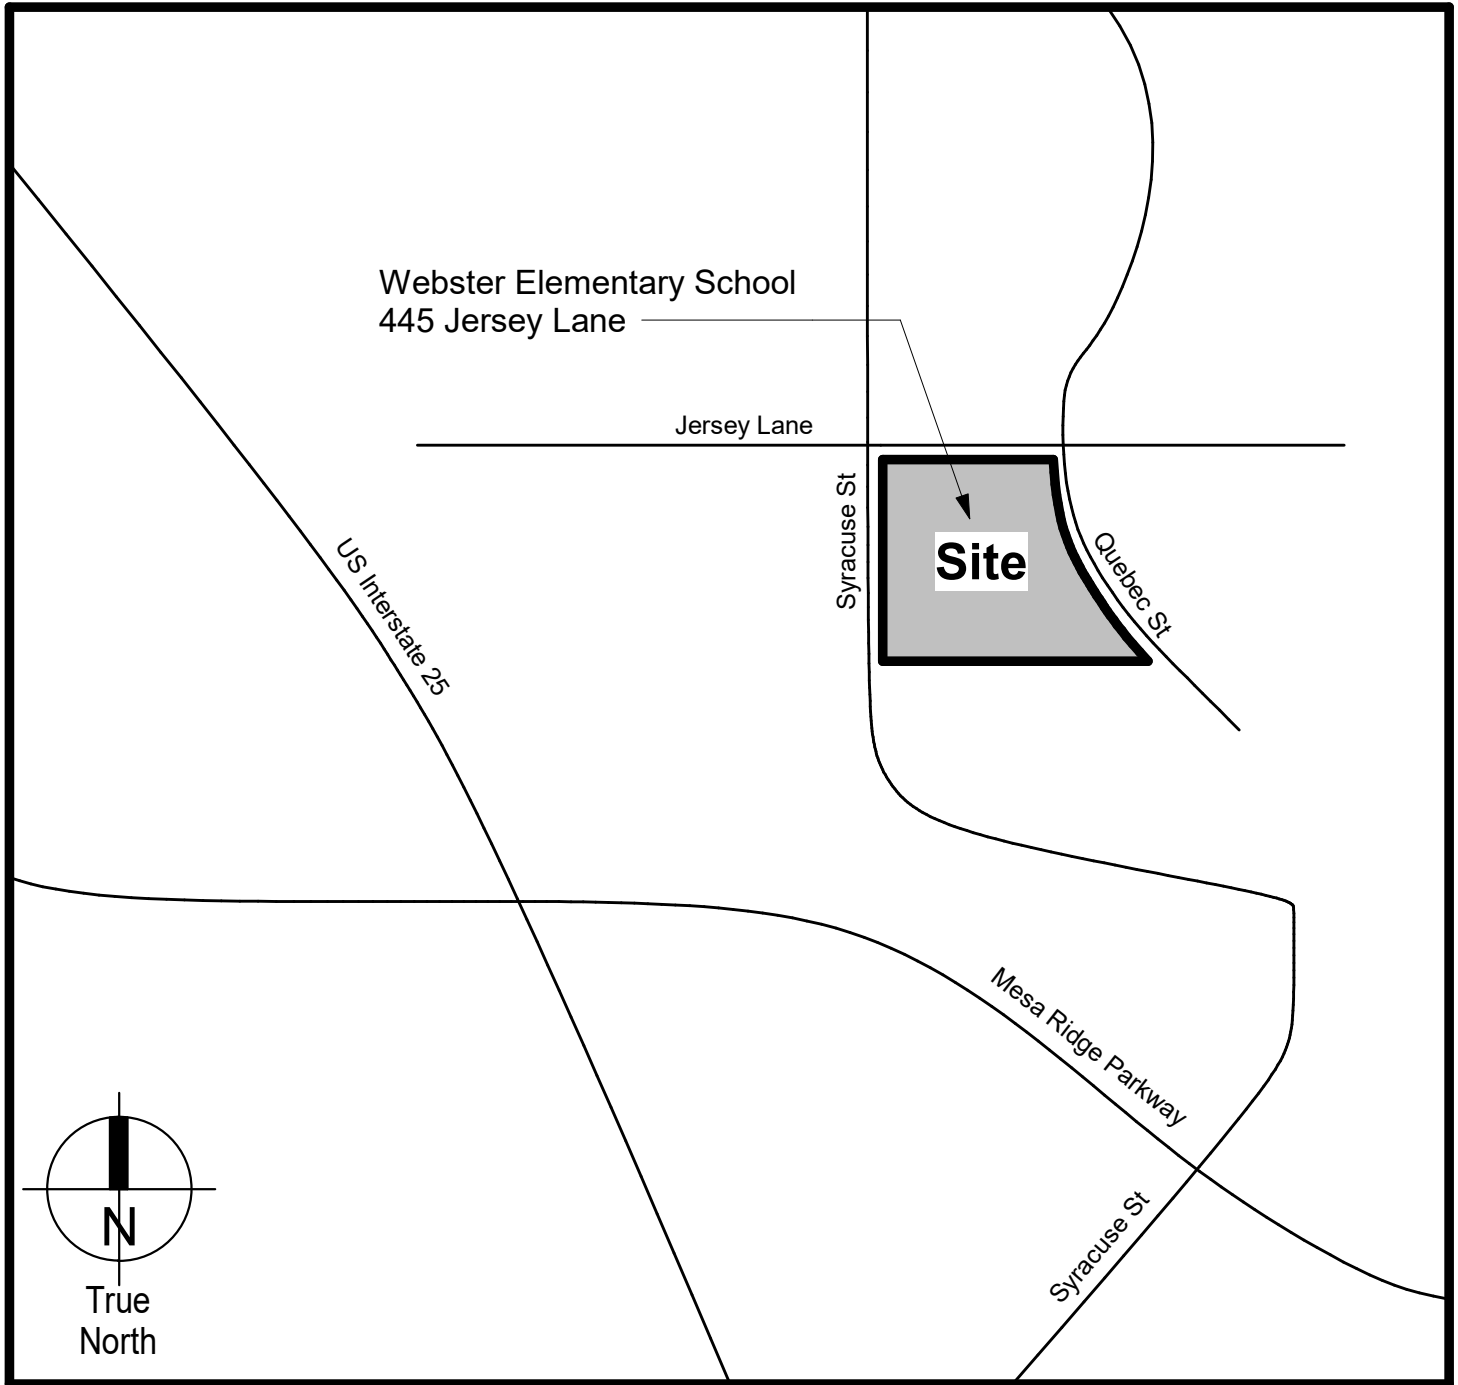 Webster Elementary School
445 Jersey Lane
Jersey Lane
Syracuse St
Site
Quebec St
US Interstate 25
Mesa Ridge Parkway
Syracuse St
N
True
North